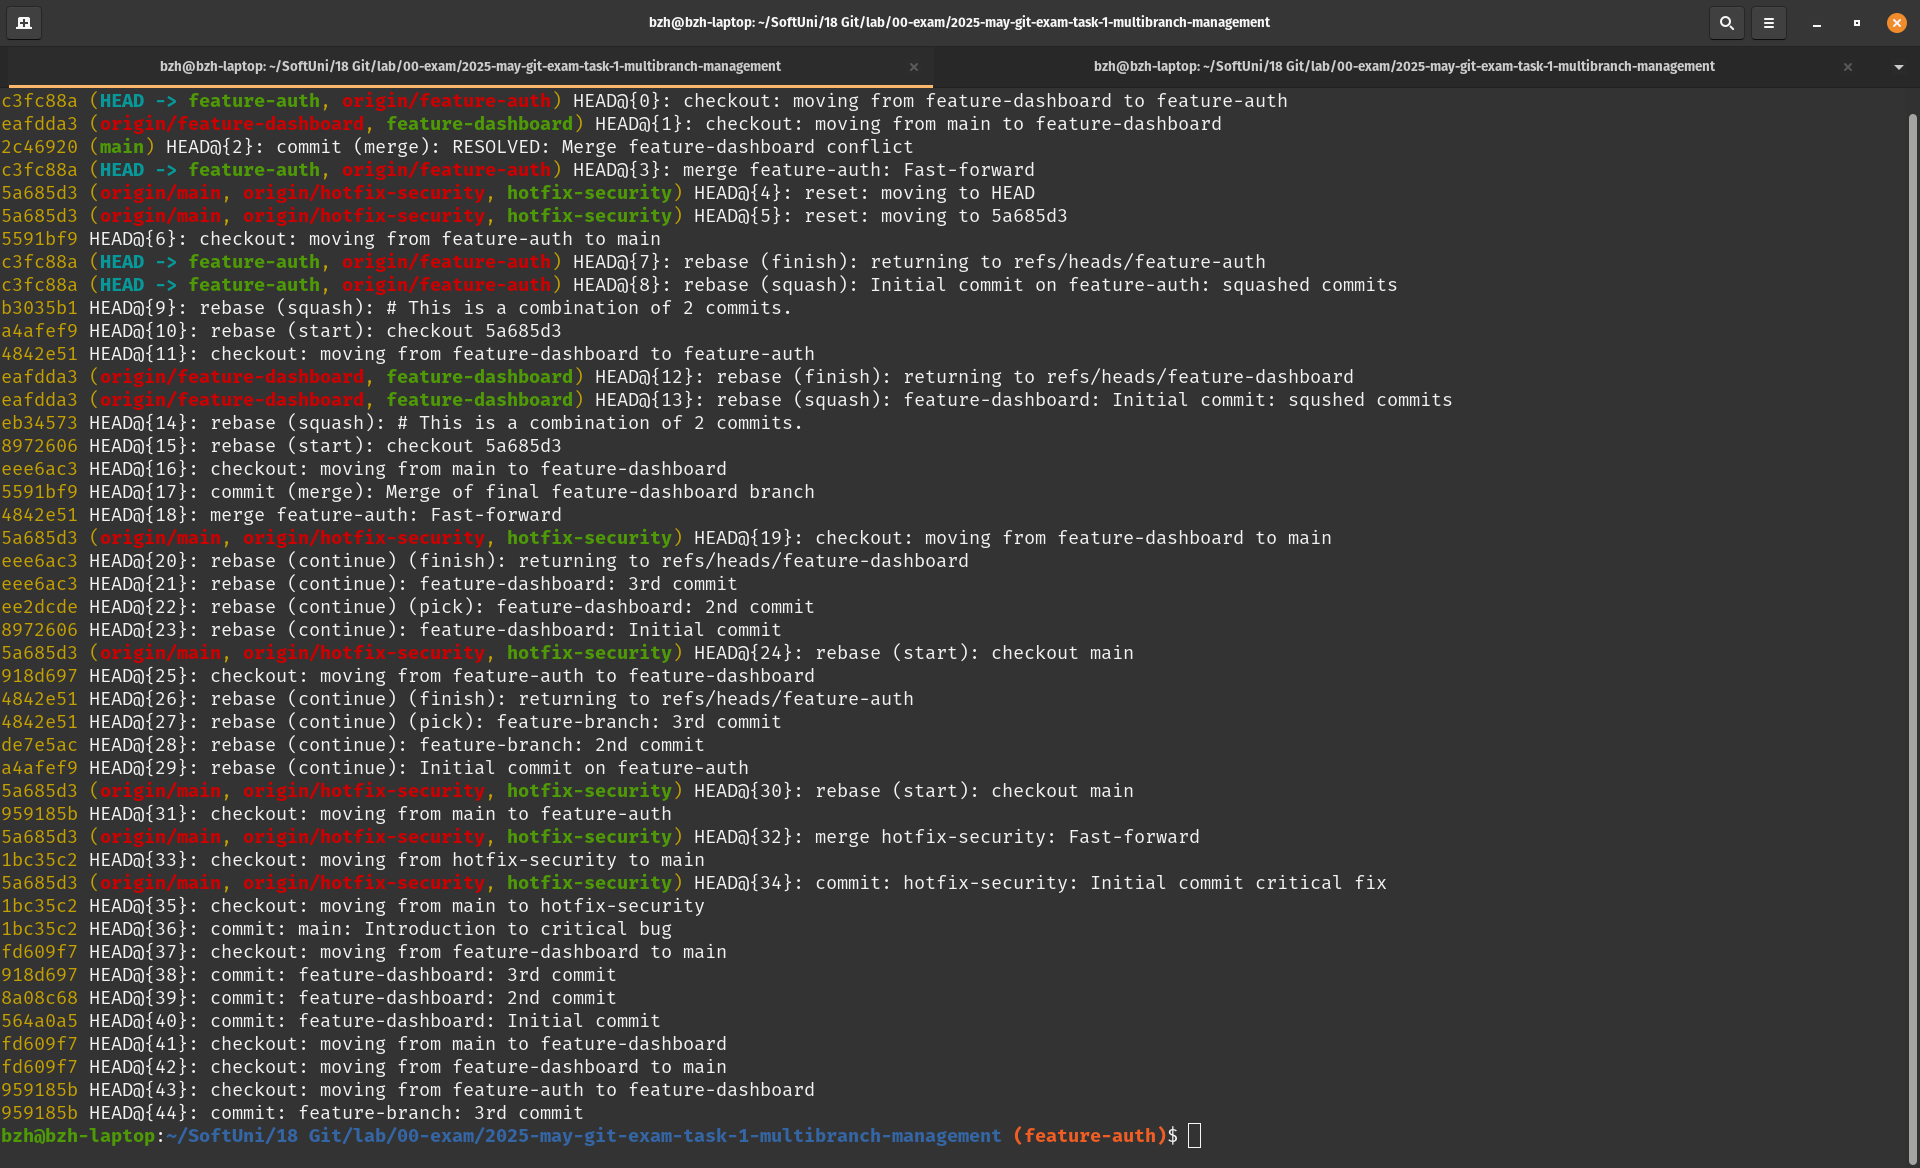 bzh@bzh-laptop: ~/SoftUni/18 Git/lab/00-exam/2025-may-git-exam-task-1-multibranch-management
bzh@bzh-laptop: ~/SoftUni/18 Git/lab/00-exam/2025-may-git-exam-task-1-multibranch-management
bzh@bzh-laptop: ~/SoftUni/18 Git/lab/00-exam/2025-may-git-exam-task-1-multibranch-management
c3fc88a (HEAD -> feature-auth, origin/feature-auth) HEAD@{0}: checkout: moving from feature-dashboard to feature-auth
eafdda3 (origin/feature-dashboard, feature-dashboard) HEAD@{1}: checkout: moving from main to feature-dashboard
2c46920 (main) HEAD@{2}: commit (merge): RESOLVED: Merge feature-dashboard conflict
c3fc88a (HEAD -> feature-auth, origin/feature-auth) HEAD@{3}: merge feature-auth: Fast-forward
5a685d3 (origin/main, origin/hotfix-security, hotfix-security) HEAD@{4}: reset: moving to HEAD
5a685d3 (origin/main, origin/hotfix-security, hotfix-security) HEAD@{5}: reset: moving to 5a685d3
5591bf9 HEAD@{6}: checkout: moving from feature-auth to main
c3fc88a (HEAD -> feature-auth, origin/feature-auth) HEAD@{7}: rebase (finish): returning to refs/heads/feature-auth
c3fc88a (HEAD -> feature-auth, origin/feature-auth) HEAD@{8}: rebase (squash): Initial commit on feature-auth: squashed commits
b3035b1 HEAD@{9}: rebase (squash): # This is a combination of 2 commits.
a4afef9 HEAD@{10}: rebase (start): checkout 5a685d3
4842e51 HEAD@{11}: checkout: moving from feature-dashboard to feature-auth
eafdda3 (origin/feature-dashboard, feature-dashboard) HEAD@{12}: rebase (finish): returning to refs/heads/feature-dashboard
eafdda3 (origin/feature-dashboard, feature-dashboard) HEAD@{13}: rebase (squash): feature-dashboard: Initial commit: squshed commits
eb34573 HEAD@{14}: rebase (squash): # This is a combination of 2 commits.
8972606 HEAD@{15}: rebase (start): checkout 5a685d3
eee6ac3 HEAD@{16}: checkout: moving from main to feature-dashboard
5591bf9 HEAD@{17}: commit (merge): Merge of final feature-dashboard branch
4842e51 HEAD@{18}: merge feature-auth: Fast-forward
5a685d3 (origin/main, origin/hotfix-security, hotfix-security) HEAD@{19}: checkout: moving from feature-dashboard to main
eee6ac3 HEAD@{20}: rebase (continue) (finish): returning to refs/heads/feature-dashboard
eee6ac3 HEAD@{21}: rebase (continue): feature-dashboard: 3rd commit
ee2dcde HEAD@{22}: rebase (continue) (pick): feature-dashboard: 2nd commit
8972606 HEAD@{23}: rebase (continue): feature-dashboard: Initial commit
5a685d3 (origin/main, origin/hotfix-security, hotfix-security) HEAD@{24}: rebase (start): checkout main
918d697 HEAD@{25}: checkout: moving from feature-auth to feature-dashboard
4842e51 HEAD@{26}: rebase (continue) (finish): returning to refs/heads/feature-auth
4842e51 HEAD@{27}: rebase (continue) (pick): feature-branch: 3rd commit
de7e5ac HEAD@{28}: rebase (continue): feature-branch: 2nd commit
a4afef9 HEAD@{29}: rebase (continue): Initial commit on feature-auth
5a685d3 (origin/main, origin/hotfix-security, hotfix-security) HEAD@{30}: rebase (start): checkout main
959185b HEAD@{31}: checkout: moving from main to feature-auth
5a685d3 (origin/main, origin/hotfix-security, hotfix-security) HEAD@{32}: merge hotfix-security: Fast-forward
1bc35c2 HEAD@{33}: checkout: moving from hotfix-security to main
5a685d3 (origin/main, origin/hotfix-security, hotfix-security) HEAD@{34}: commit: hotfix-security: Initial commit critical fix
1bc35c2 HEAD@{35}: checkout: moving from main to hotfix-security
1bc35c2 HEAD@{36}: commit: main: Introduction to critical bug
fd609f7 HEAD@{37}: checkout: moving from feature-dashboard to main
918d697 HEAD@{38}: commit: feature-dashboard: 3rd commit
8a08c68 HEAD@{39}: commit: feature-dashboard: 2nd commit
564a0a5 HEAD@{40}: commit: feature-dashboard: Initial commit
fd609f7 HEAD@{41}: checkout: moving from main to feature-dashboard
fd609f7 HEAD@{42}: checkout: moving from feature-dashboard to main
959185b HEAD@{43}: checkout: moving from feature-auth to feature-dashboard
959185b HEAD@{44}: commit: feature-branch: 3rd commit
bzh@bzh-laptop:~/SoftUni/18 Git/lab/00-exam/2025-may-git-exam-task-1-multibranch-management (feature-auth)$